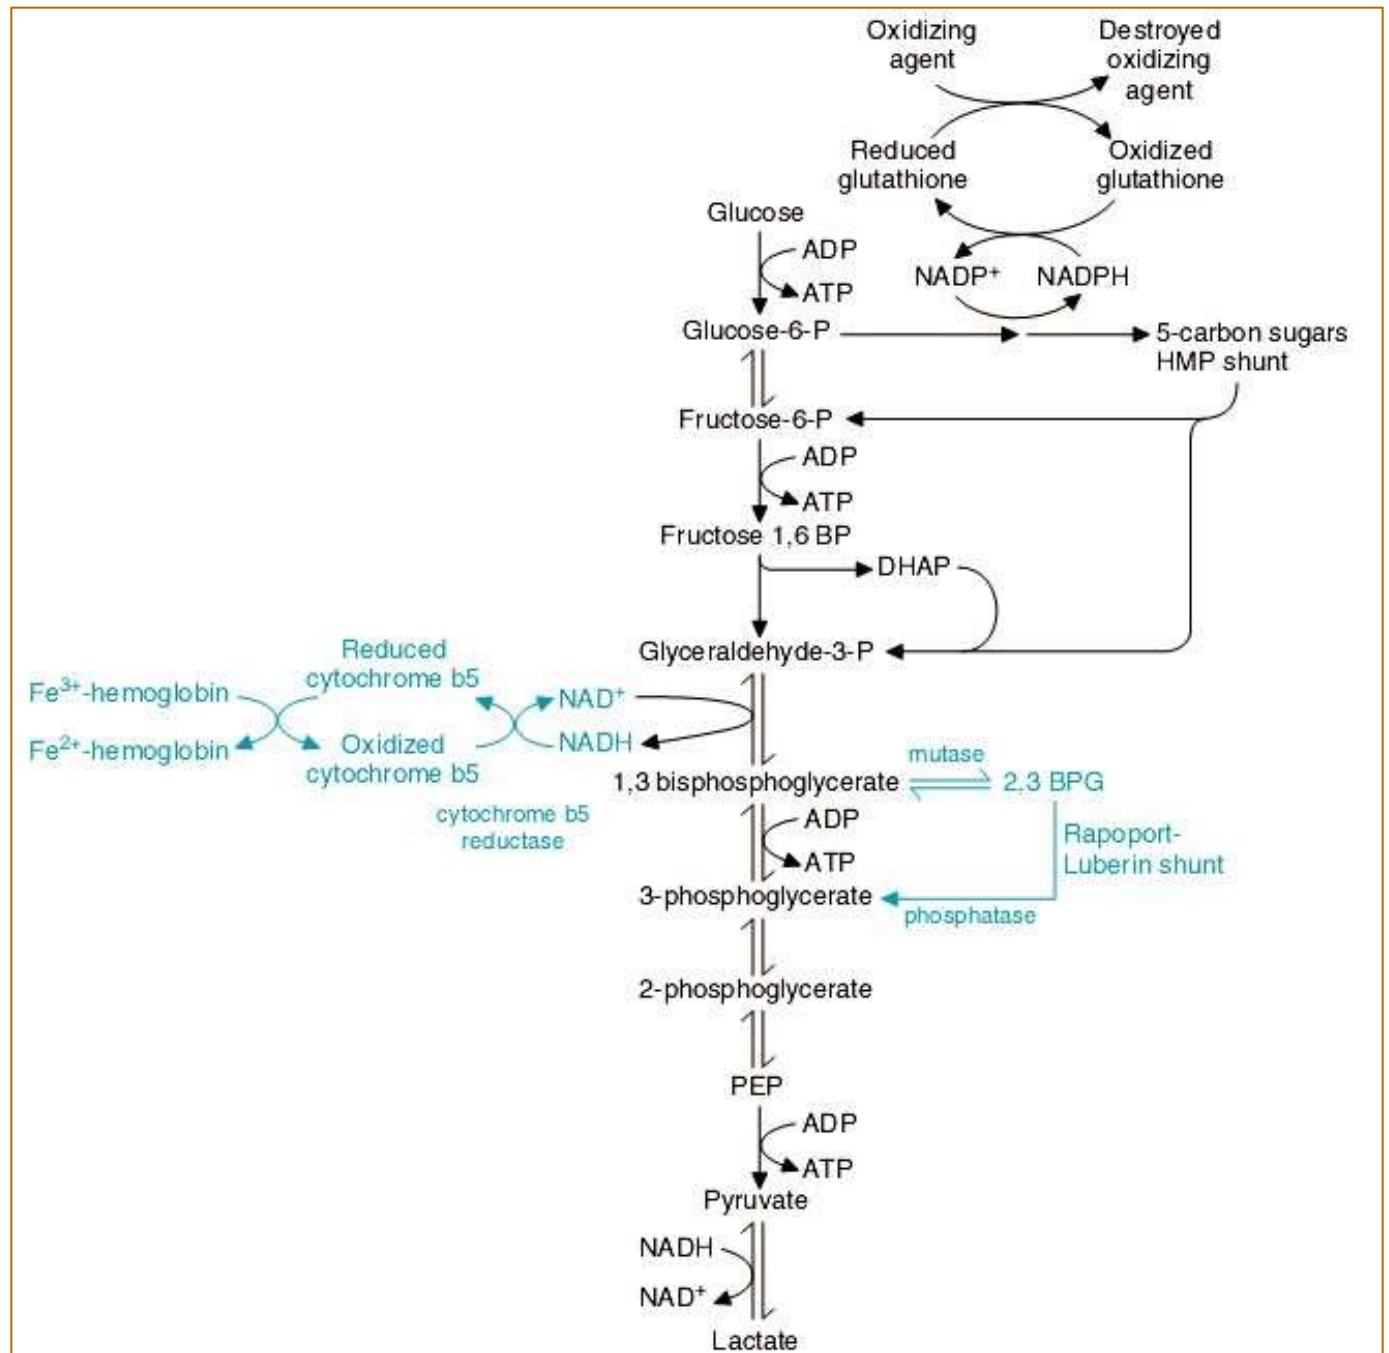 Oxidizing
agent
Destroyed
oxidizing
agent
Reduced
glutathione
Oxidized
glutathione
Glucose
ADP
ATP
NADP⁺
NADPH
Glucose-6-P
5-carbon sugars
HMP shunt
Fructose-6-P
ADP
ATP
Fructose 1,6 BP
DHAP
Glyceraldehyde-3-P
Reduced
cytochrome b5
Fe³⁺-hemoglobin
NAD⁺
Fe²⁺-hemoglobin
Oxidized
cytochrome b5
NADH
cytochrome b5
reductase
1,3 bisphosphoglycerate
mutase
2,3 BPG
ADP
ATP
Rapoport-
Luberin shunt
3-phosphoglycerate
phosphatase
2-phosphoglycerate
PEP
ADP
ATP
Pyruvate
NADH
NAD⁺
Lactate